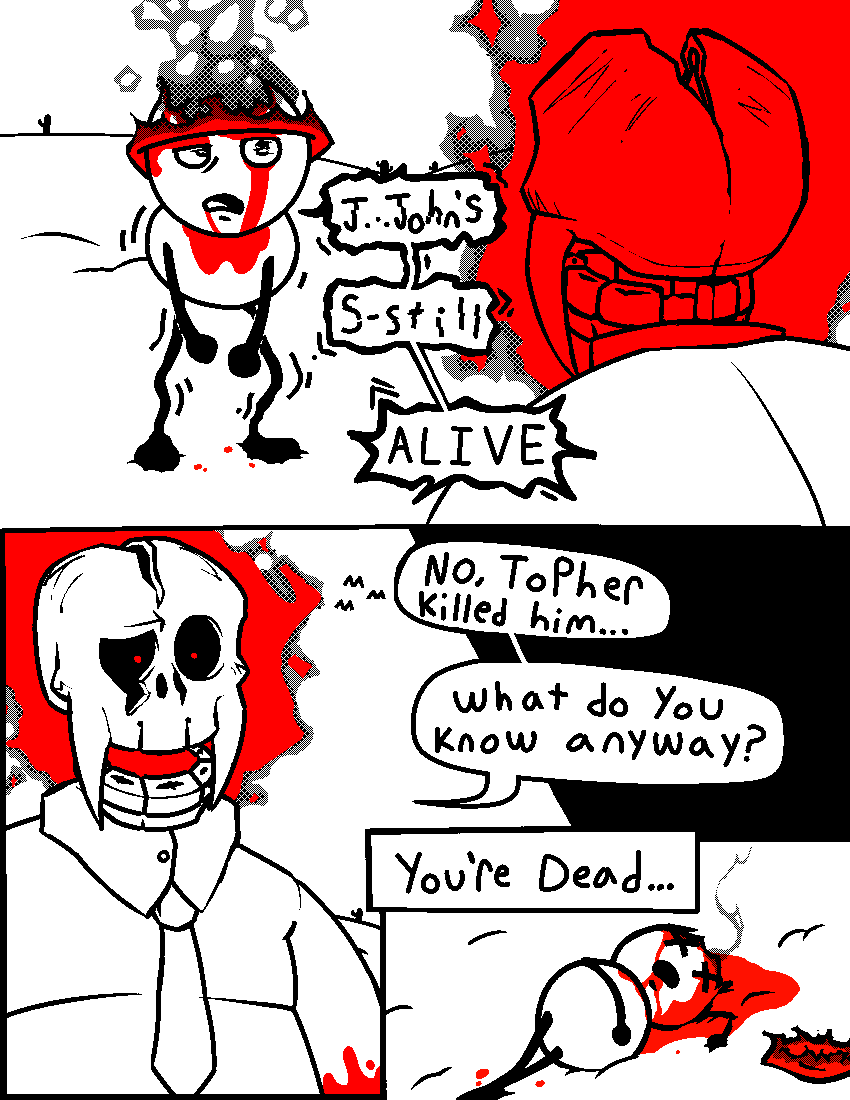 J...John's
S-still
ALIVE
No, Topher
killed him...
what do you
know anyway?
You're Dead...